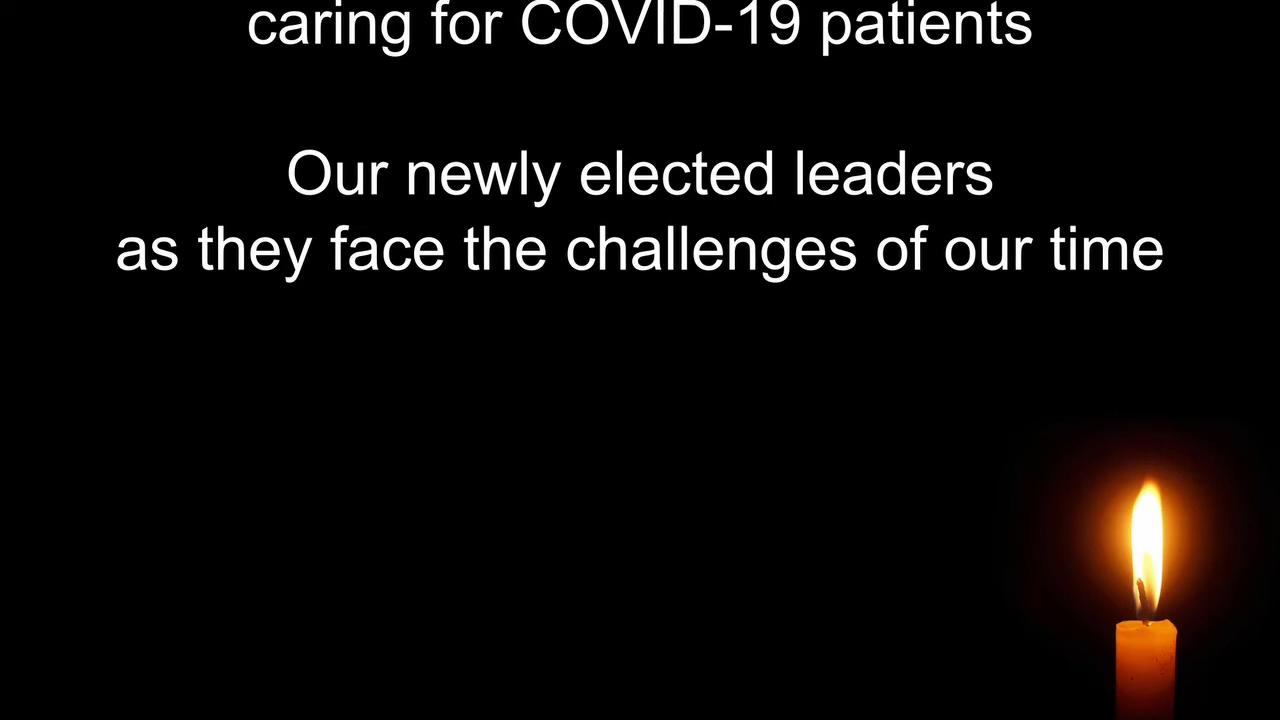 caring for COVID-19 patients
Our newly elected leaders
as they face the challenges of our time